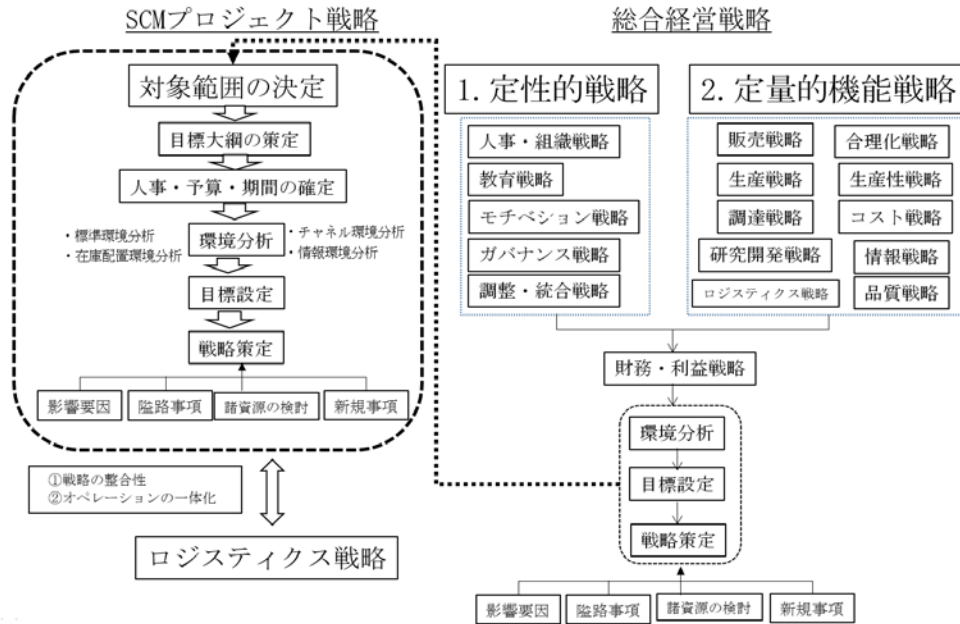 SCMプロジェクト戦略
対象範囲の決定
目標大綱の策定
人事・予算・期間の確定
・標準環境分析
・在庫配置環境分析
環境分析
・チャネル環境分析
・情報環境分析
目標設定
戦略策定
影響要因
隘路事項
諸資源の検討
新規事項
①戦略の整合性
②オペレーションの一体化
ロジスティクス戦略
総合経営戦略
1. 定性的戦略
人事・組織戦略
教育戦略
モチベション戦略
ガバナンス戦略
調整・統合戦略
2. 定量的機能戦略
販売戦略
合理化戦略
生産戦略
生産性戦略
調達戦略
コスト戦略
研究開発戦略
情報戦略
ロジスティクス戦略
品質戦略
財務・利益戦略
環境分析
目標設定
戦略策定
影響要因
隘路事項
諸資源の検討
新規事項